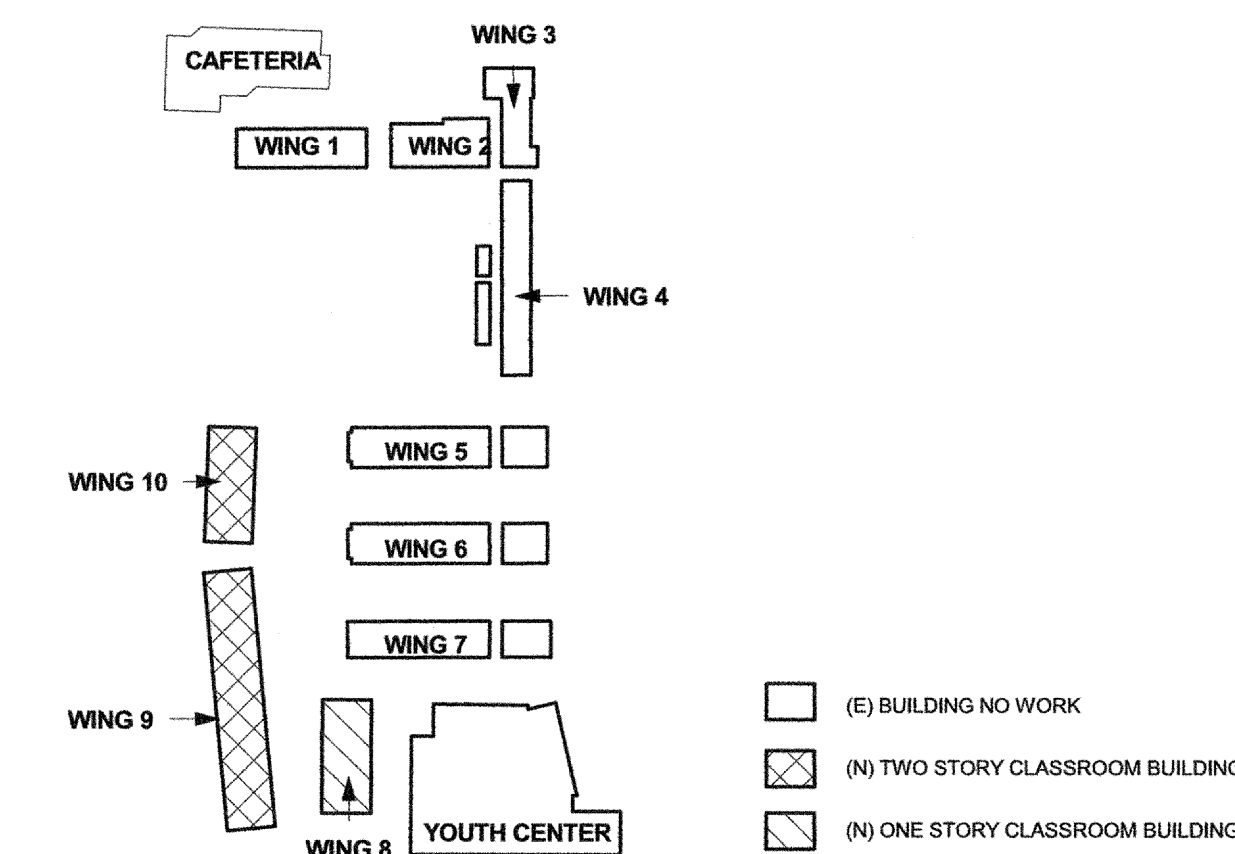 WING 3
CAFETERIA
WING 1
WING 2
WING 4
WING 5
WING 10
WING 6
WING 7
WING 9
(E) BUILDING NO WORK
(N) TWO STORY CLASSROOM BUILDING
(N) ONE STORY CLASSROOM BUILDING
YOUTH CENTER
WING 8